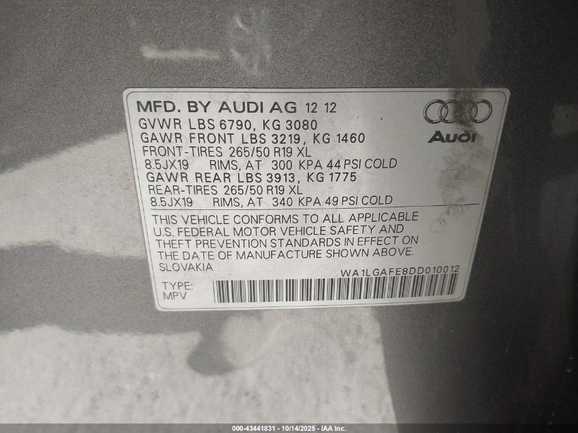 MFD. BY AUDI AG 12 12
GVWR LBS 6790, KG 3080
GAWR FRONT LBS 3219, KG 1460
FRONT-TIRES 265/50 R19 XL
8.5JX19 RIMS, AT 300 KPA 44 PSI COLD
GAWR REAR LBS 3913, KG 1775
REAR-TIRES 265/50 R19 XL
8.5JX19 RIMS, AT 340 KPA 49 PSI COLD
Audi
THIS VEHICLE CONFORMS TO ALL APPLICABLE
U.S. FEDERAL MOTOR VEHICLE SAFETY AND
THEFT PREVENTION STANDARDS IN EFFECT ON
THE DATE OF MANUFACTURE SHOWN ABOVE.
SLOVAKIA
WA1LGAFE8DD010012
TYPE:
MPV
000-43441831 - 10/14/2025 - IAA Inc.